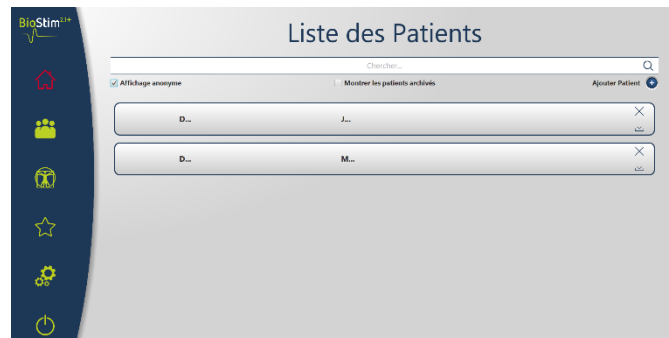 BioStim2.1+
Liste des Patients
Chercher...
Affichage anonyme
Montrer les patients archivés
Ajouter Patient
D... J...
D... M...